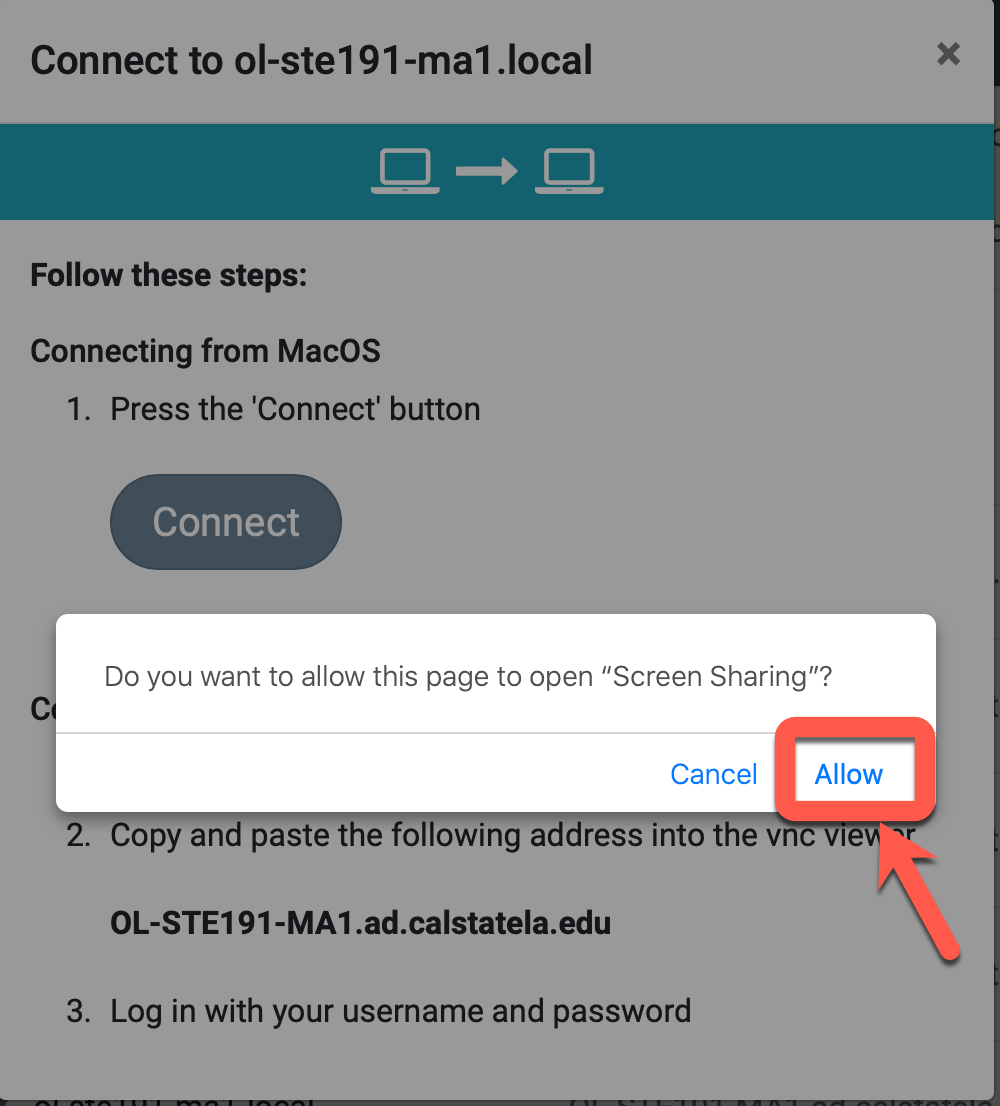 Connect to ol-ste191-ma1.local
×
Follow these steps:
Connecting from MacOS
1. Press the 'Connect' button
Connect
Do you want to allow this page to open “Screen Sharing”?
Cancel
Allow
2. Copy and paste the following address into the vnc viewer
OL-STE191-MA1.ad.calstatela.edu
3. Log in with your username and password